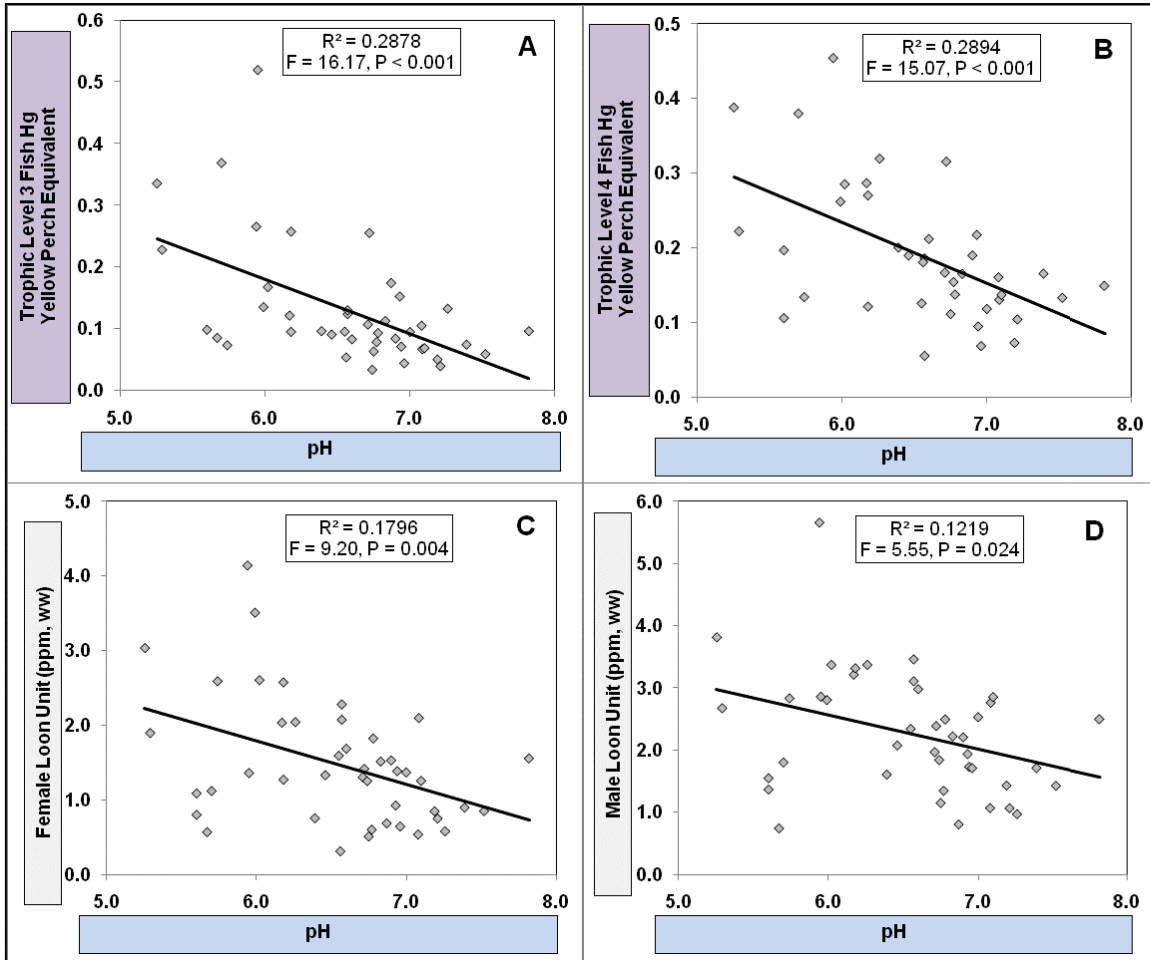 Trophic Level 3 Fish Hg
Yellow Perch Equivalent
0.6
0.5
0.4
0.3
0.2
0.1
0.0
R² = 0.2878
F = 16.17, P < 0.001
A
5.0 6.0 7.0 8.0
pH
Trophic Level 4 Fish Hg
Yellow Perch Equivalent
0.5
0.4
0.3
0.2
0.1
0.0
R² = 0.2894
F = 15.07, P < 0.001
B
5.0 6.0 7.0 8.0
pH
Female Loon Unit (ppm, ww)
5.0
4.0
3.0
2.0
1.0
0.0
R² = 0.1796
F = 9.20, P = 0.004
C
5.0 6.0 7.0 8.0
pH
Male Loon Unit (ppm, ww)
6.0
5.0
4.0
3.0
2.0
1.0
0.0
R² = 0.1219
F = 5.55, P = 0.024
D
5.0 6.0 7.0 8.0
pH